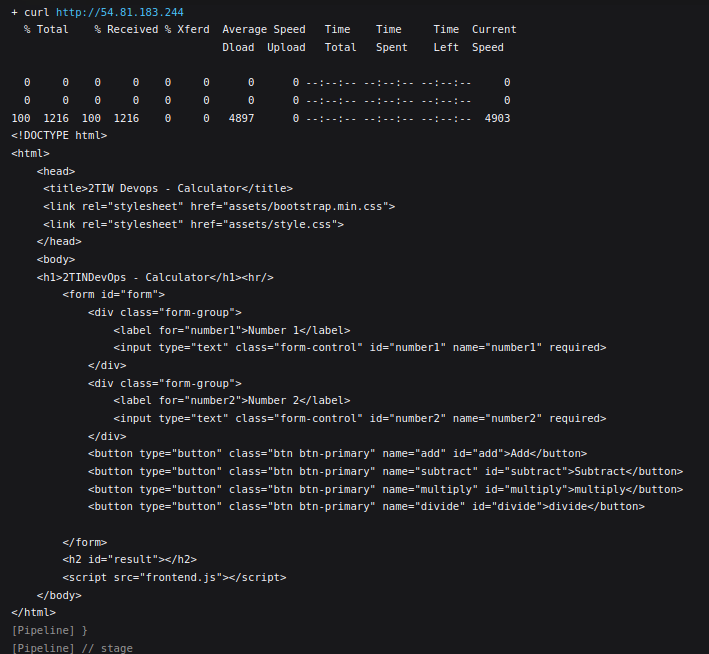 + curl http://54.81.183.244
  % Total    % Received % Xferd  Average Speed   Time    Time     Time  Current
                                 Dload  Upload   Total   Spent    Left  Speed

  0     0    0     0    0     0      0      0 --:--:-- --:--:-- --:--:--     0
  0     0    0     0    0     0      0      0 --:--:-- --:--:-- --:--:--     0
100  1216  100  1216    0     0   4897      0 --:--:-- --:--:-- --:--:--  4903
<!DOCTYPE html>
<html>
    <head>
     <title>2TIW Devops - Calculator</title>
     <link rel="stylesheet" href="assets/bootstrap.min.css">
     <link rel="stylesheet" href="assets/style.css">
    </head>
    <body>
    <h1>2TINDevOps - Calculator</h1><hr/>
        <form id="form">
            <div class="form-group">
                <label for="number1">Number 1</label>
                <input type="text" class="form-control" id="number1" name="number1" required>
            </div>
            <div class="form-group">
                <label for="number2">Number 2</label>
                <input type="text" class="form-control" id="number2" name="number2" required>
            </div>
            <button type="button" class="btn btn-primary" name="add" id="add">Add</button>
            <button type="button" class="btn btn-primary" name="subtract" id="subtract">Subtract</button>
            <button type="button" class="btn btn-primary" name="multiply" id="multiply">multiply</button>
            <button type="button" class="btn btn-primary" name="divide" id="divide">divide</button>

        </form>
        <h2 id="result"></h2>
        <script src="frontend.js"></script>
    </body>
</html>
[Pipeline] }
[Pipeline] // stage